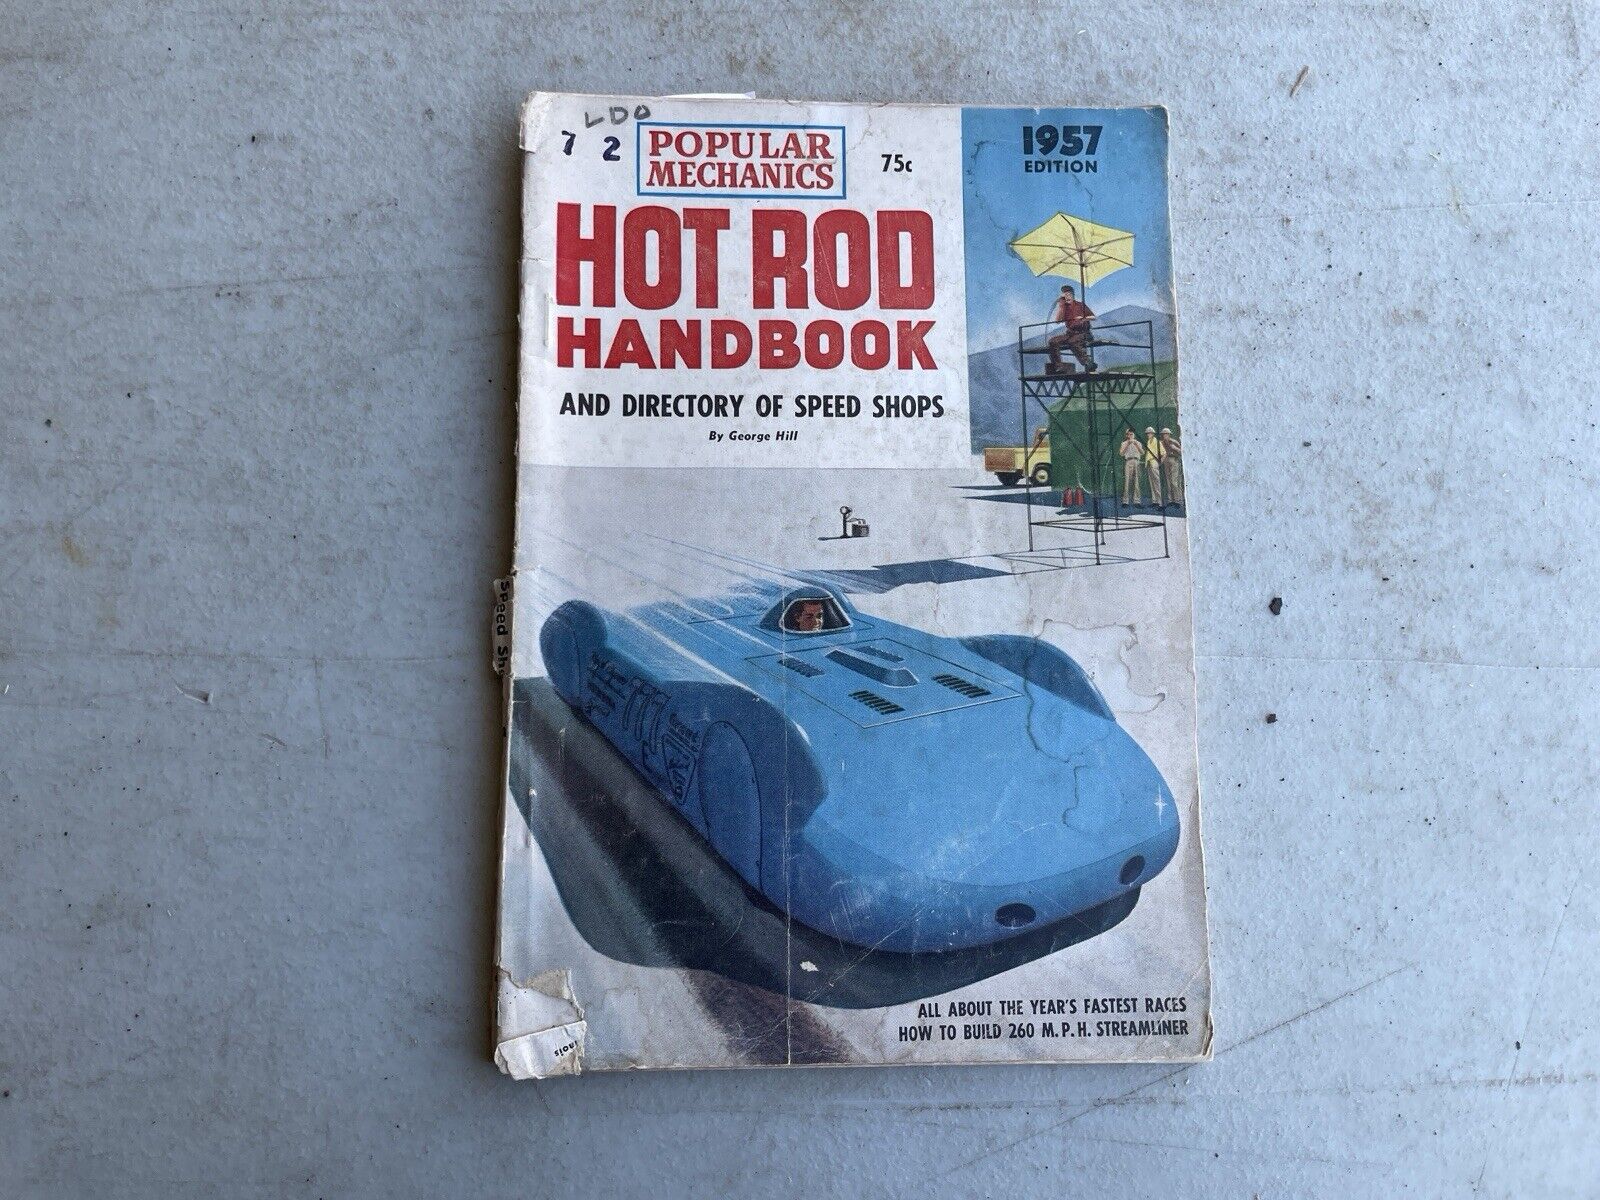 LDO
7 2
POPULAR
MECHANICS
75c
1957
EDITION
HOT ROD
HANDBOOK
AND DIRECTORY OF SPEED SHOPS
By George Hill
Speed Sh
ALL ABOUT THE YEAR'S FASTEST RACES
HOW TO BUILD 260 M.P.H. STREAMLINER
nois